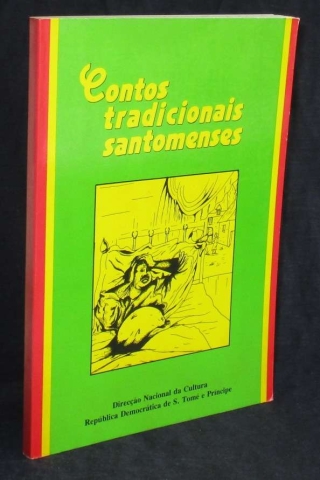 Contos
tradicionais
santomenses
Direcção Nacional da Cultura
República Democrática de S. Tomé e Príncipe